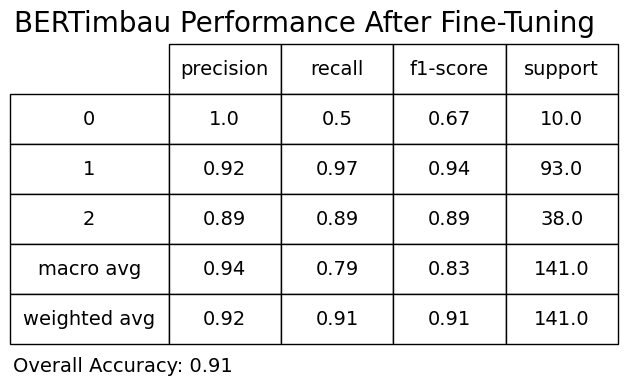 BERTimbau Performance After Fine-Tuning
precision recall f1-score support
0 1.0 0.5 0.67 10.0
1 0.92 0.97 0.94 93.0
2 0.89 0.89 0.89 38.0
macro avg 0.94 0.79 0.83 141.0
weighted avg 0.92 0.91 0.91 141.0
Overall Accuracy: 0.91